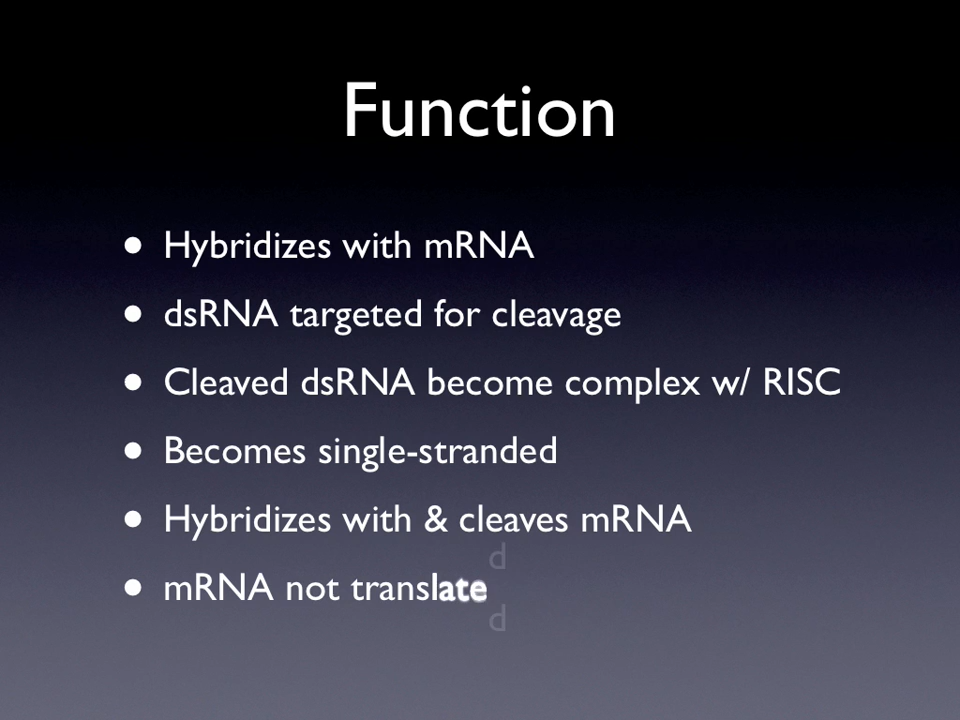 Function
• Hybridizes with mRNA
• dsRNA targeted for cleavage
• Cleaved dsRNA become complex w/ RISC
• Becomes single-stranded
• Hybridizes with & cleaves mRNA
• mRNA not translated